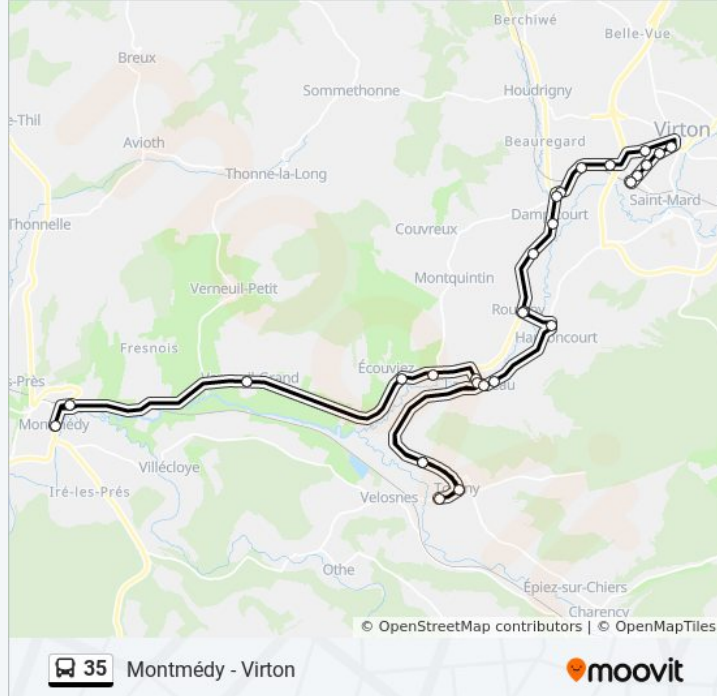 Berchiwé
Belle-Vue
Breux
Sommethonne
Houdrigny
e-Thil
Virton
Avioth
Beauregard
Thonne-la-Long
Saint-Mard
Thonnelle
Couvreux
Montquintin
Verneuil-Petit
Fresnois
Écouviez
s-Près
Villécloye
Iré-les-Prés
Velosnes
Othe
Épiez-sur-Chiers
Charency
© OpenStreetMap contributors | © OpenMapTiles
35 Montmédy - Virton
moovit